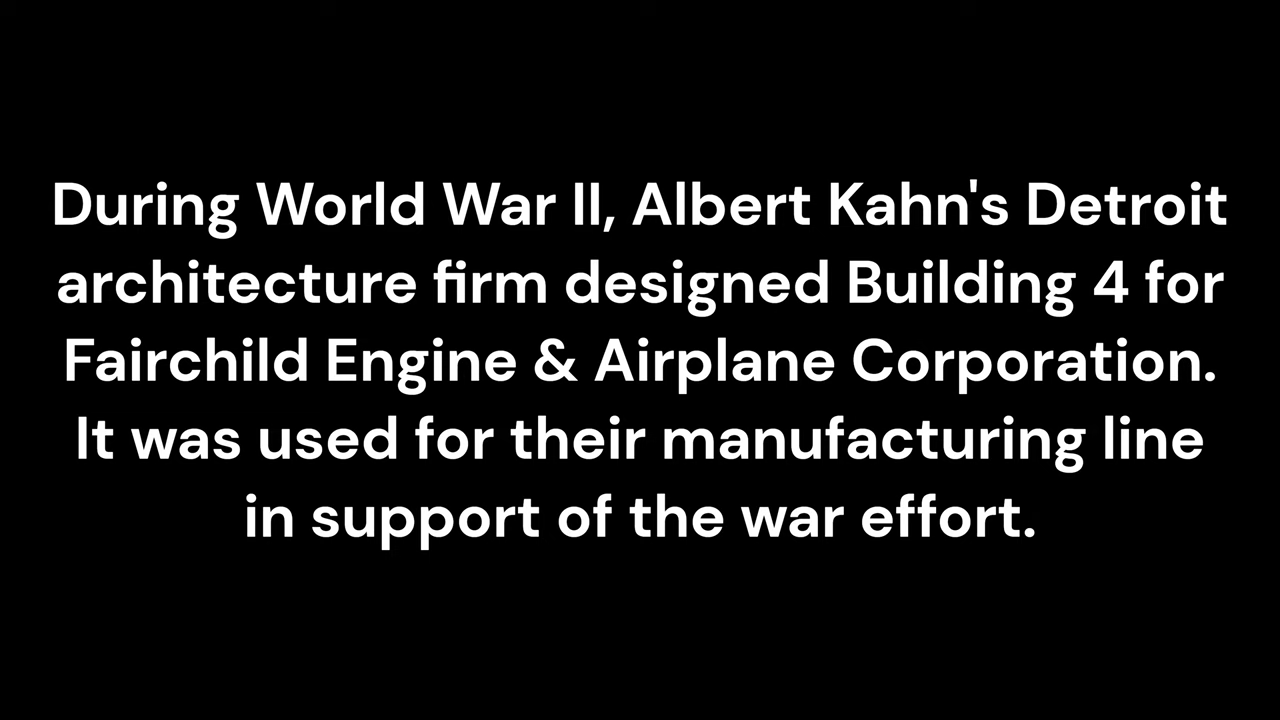 During World War II, Albert Kahn's Detroit
architecture firm designed Building 4 for
Fairchild Engine & Airplane Corporation.
It was used for their manufacturing line
in support of the war effort.